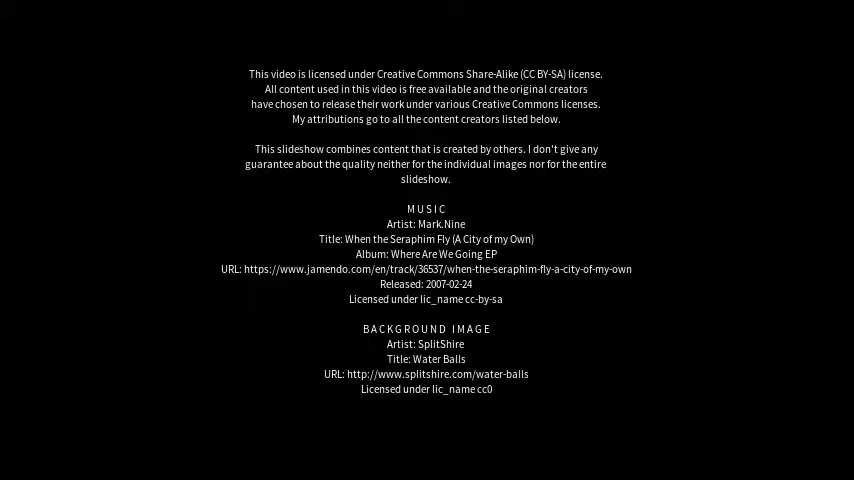 This video is licensed under Creative Commons Share-Alike (CC BY-SA) license.
All content used in this video is free available and the original creators
have chosen to release their work under various Creative Commons licenses.
My attributions go to all the content creators listed below.
This slideshow combines content that is created by others. I don't give any
guarantee about the quality neither for the individual images nor for the entire
slideshow.
MUSIC
Artist: Mark.Nine
Title: When the Seraphim Fly (A City of my Own)
Album: Where Are We Going EP
URL: https://www.jamendo.com/en/track/36537/when-the-seraphim-fly-a-city-of-my-own
Released: 2007-02-24
Licensed under lic_name cc-by-sa
BACKGROUND IMAGE
Artist: SplitShire
Title: Water Balls
URL: http://www.splitshire.com/water-balls
Licensed under lic_name cc0